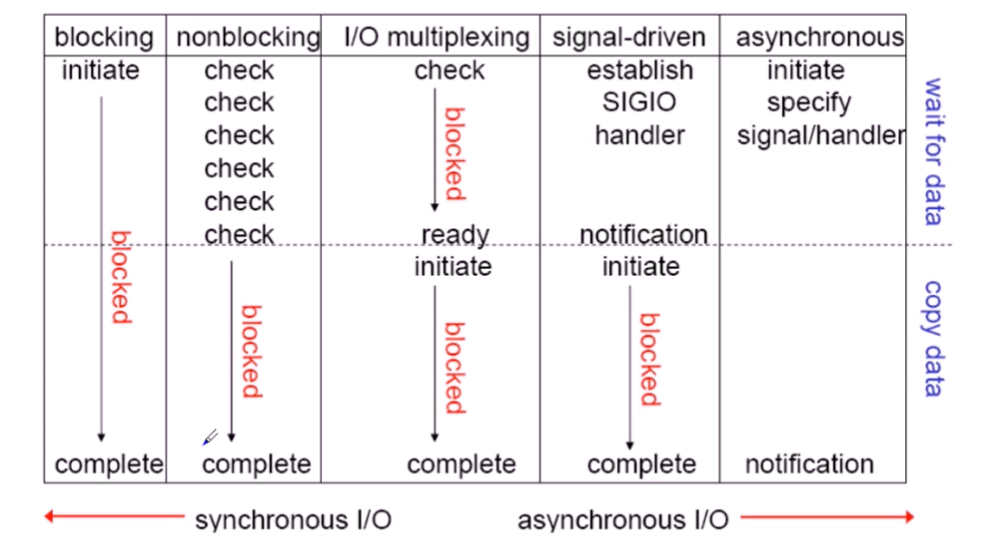 blocking nonblocking I/O multiplexing signal-driven asynchronous
initiate check check establish initiate
check SIGIO specify
check blocked handler signal/handler
check
check
check ready notification
initiate initiate
blocked blocked blocked blocked
complete complete complete complete notification
wait for data
copy data
synchronous I/O asynchronous I/O